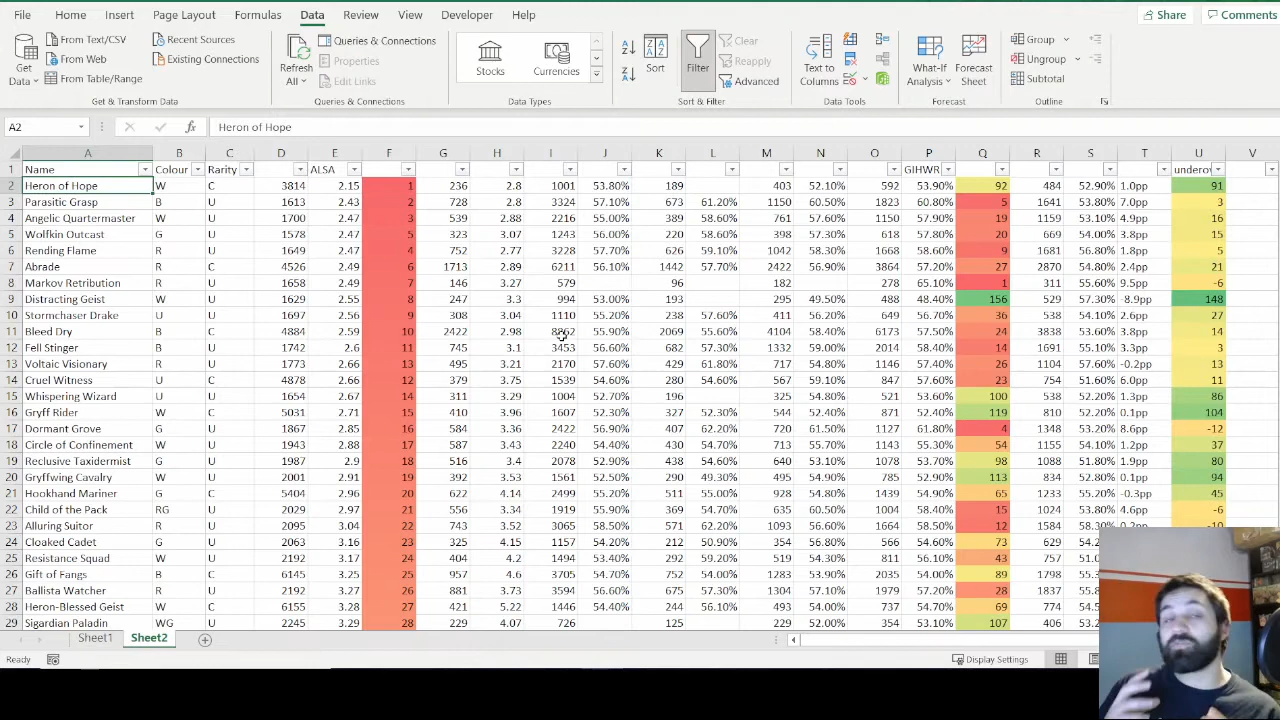 File Home Insert Page Layout Formulas Data Review View Developer Help Share Comments
Get Data From Text/CSV From Web From Table/Range Recent Sources Existing Connections
Refresh All Queries & Connections Properties Edit Links
Stocks Currencies
Sort Filter Clear Reapply Advanced
Text to Columns What-If Analysis Forecast Sheet Group Ungroup Subtotal
Get & Transform Data Queries & Connections Data Types Sort & Filter Data Tools Forecast Outline
A2 fx Heron of Hope
A B C D E F G H I J K L M N O P Q R S T U V W
1 Name Colour Rarity ALSA GIHWR
2 Heron of Hope W C 3814 2.15 1 236 2.8 1001 53.80% 189 403 52.10% 592 53.90% 92 484 52.90% 1.0pp 91
3 Parasitic Grasp B U 1613 2.43 2 725 2.8 3324 57.10% 673 61.20% 1150 60.50% 1823 60.80% 5 1641 53.80% 7.0pp 3
4 Angelic Quartermaster W U 1700 2.47 3 539 2.88 2216 55.00% 389 58.60% 761 57.60% 1150 57.90% 19 1159 53.10% 4.9pp 16
5 Wolfkin Outcast G U 1578 2.47 5 323 3.07 1243 56.00% 220 58.60% 398 57.30% 618 57.80% 20 669 54.00% 3.8pp 15
6 Rending Flame R U 1649 2.47 4 752 2.77 3228 57.70% 626 59.10% 1042 58.30% 1668 58.60% 9 1681 56.80% 1.8pp 5
7 Abrade R C 4526 2.49 6 1713 2.89 6211 56.10% 1442 57.70% 2422 56.90% 3864 57.20% 27 2870 54.80% 2.4pp 21
8 Markov Retribution R U 1658 2.5 7 146 3.27 579 96 182 278 65.10% 1 311 55.60% 9.5pp -6
9 Distracting Geist W U 1629 2.55 8 247 3.3 994 53.00% 193 295 49.50% 488 48.40% 156 529 57.30% -8.9pp 148
10 Stormchaser Drake U U 1697 2.56 9 308 3.04 1110 55.20% 238 57.60% 411 56.20% 649 56.70% 36 538 54.10% 2.6pp 27
11 Bleed Dry B C 4884 2.59 10 2422 2.98 55.90% 2069 55.60% 4104 58.40% 6173 57.50% 24 3838 53.60% 3.8pp 14
12 Fell Stinger B U 1742 2.6 11 745 3.1 3453 56.60% 682 57.30% 1332 59.00% 2014 58.40% 14 1691 55.10% 3.3pp 3
13 Voltaic Visionary R U 1773 2.66 13 495 3.21 2170 57.60% 429 61.80% 717 54.80% 1146 57.40% 26 1104 57.60% -0.2pp 13
14 Cruel Witness U C 4878 2.66 12 379 3.75 1539 54.60% 280 54.60% 567 59.10% 847 57.60% 23 754 51.60% 6.0pp 11
15 Whispering Wizard U U 1654 2.67 14 311 3.29 1004 52.70% 196 325 54.80% 521 53.60% 100 538 52.20% 1.3pp 86
16 Gryff Rider W C 5031 2.71 15 410 3.96 1607 52.30% 327 52.30% 544 52.40% 871 52.40% 119 810 52.20% 0.1pp 104
17 Dormant Grove G U 1867 2.85 16 584 3.36 2422 56.90% 407 62.20% 720 61.50% 1127 61.80% 4 1348 53.20% 8.6pp -12
18 Circle of Confinement W U 1943 2.88 17 587 3.43 2240 54.40% 430 54.70% 713 55.70% 1143 55.30% 54 1155 54.10% 1.2pp 37
19 Reclusive Taxidermist G U 1987 2.9 18 516 3.4 2078 52.90% 438 54.60% 640 53.10% 1078 53.70% 98 1088 51.80% 1.9pp 80
20 Gryffwing Cavalry W U 2001 2.91 19 392 3.53 1561 52.50% 290 49.30% 495 54.90% 785 52.90% 113 834 52.80% 0.1pp 94
21 Hookhand Mariner G C 5404 2.96 20 622 4.14 2499 55.20% 511 55.00% 928 54.80% 1439 54.90% 65 1233 55.20% -0.3pp 45
22 Child of the Pack RG U 2029 2.97 21 556 3.34 1919 55.90% 369 54.70% 635 60.50% 1004 58.40% 15 1024 53.80% 4.6pp -6
23 Alluring Suitor R U 2095 3.04 22 743 3.52 3065 58.50% 571 62.20% 1093 56.60% 1664 58.50% 12 1584
24 Cloaked Cadet G U 2063 3.16 23 345 4.15 1157 54.20% 212 50.90% 354 56.80% 566 54.60% 73 629
25 Resistance Squad W U 2192 3.17 24 404 4.2 1494 53.40% 292 59.20% 519 54.30% 811 56.10% 43 757
26 Gift of Fangs B C 6145 3.25 25 957 4.6 3705 54.70% 752 54.00% 1283 53.90% 2035 54.00% 89 1798
27 Ballista Watcher R U 2192 3.26 26 881 3.73 3594 56.60% 675 57.30% 1304 57.10% 1979 57.20% 28 1837
28 Heron-Blessed Geist W C 6155 3.28 27 421 5.22 1446 54.40% 244 56.10% 493 54.00% 737 54.70% 69 774
29 Sigardian Paladin WG U 2245 3.29 28 229 4.07 726 125 229 52.00% 354 53.10% 107 406
Sheet1 Sheet2
Ready Display Settings